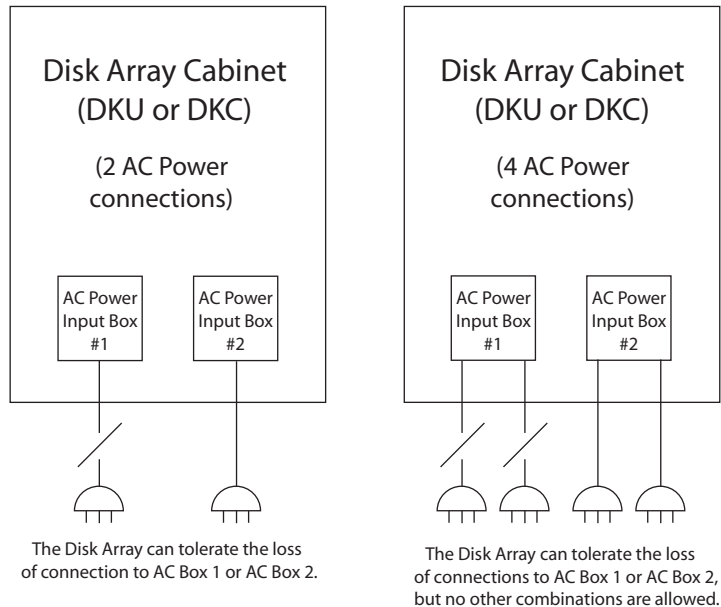 Disk Array Cabinet
(DKU or DKC)
(2 AC Power
connections)
AC Power
Input Box
#1
AC Power
Input Box
#2
The Disk Array can tolerate the loss
of connection to AC Box 1 or AC Box 2.
Disk Array Cabinet
(DKU or DKC)
(4 AC Power
connections)
AC Power
Input Box
#1
AC Power
Input Box
#2
The Disk Array can tolerate the loss
of connections to AC Box 1 or AC Box 2,
but no other combinations are allowed.